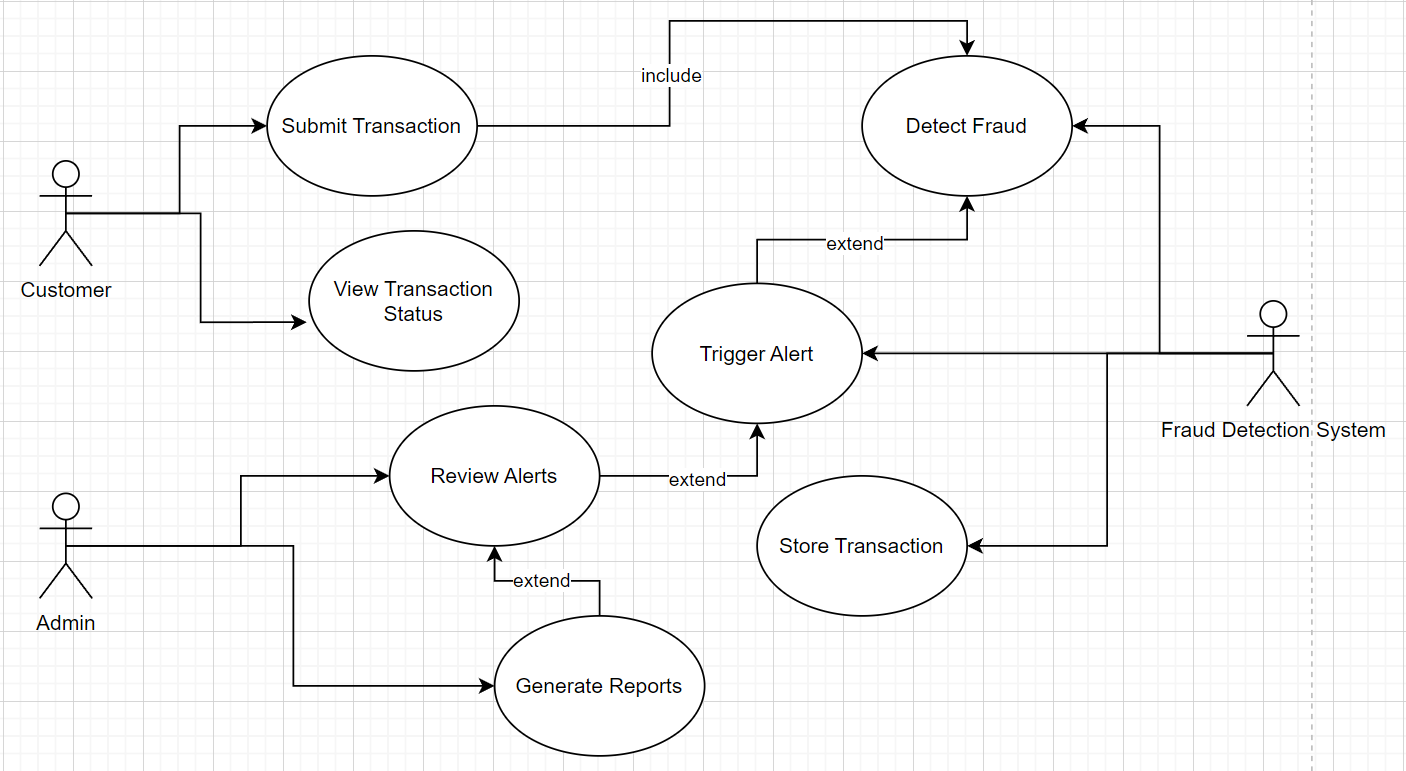 include
Submit Transaction
Detect Fraud
Customer
View Transaction
Status
extend
Trigger Alert
Fraud Detection System
Review Alerts
extend
Store Transaction
Admin
extend
Generate Reports